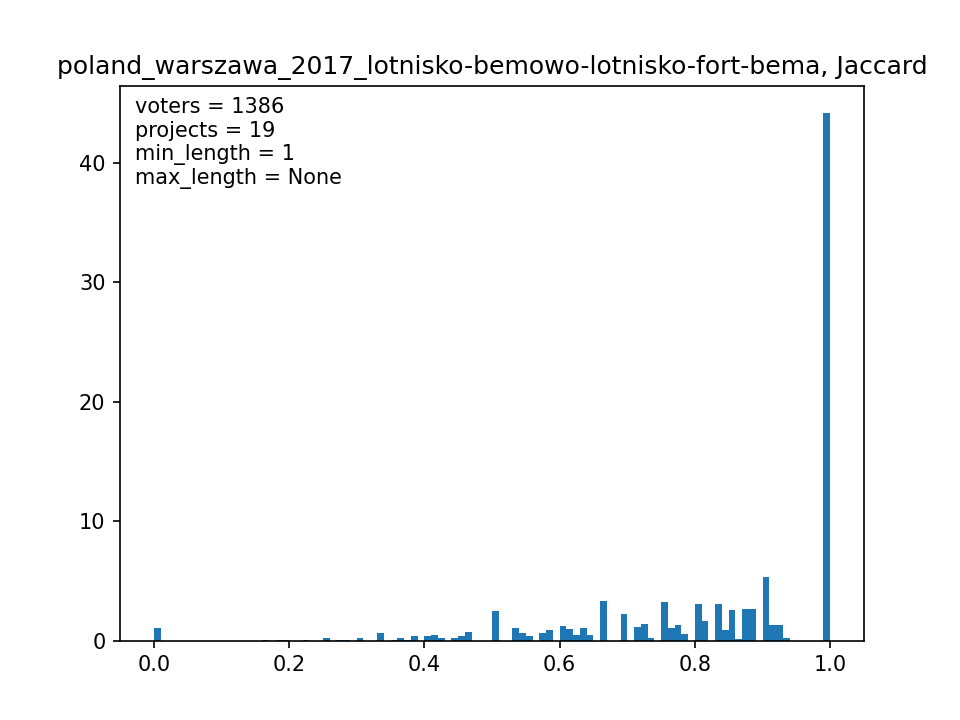 poland_warszawa_2017_lotnisko-bemowo-lotnisko-fort-bema, Jaccard
voters = 1386
projects = 19
min_length = 1
max_length = None
40
30
20
10
0
0.0 0.2 0.4 0.6 0.8 1.0